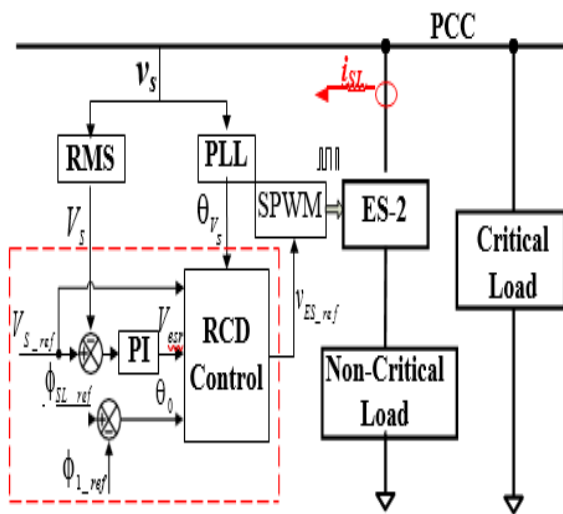 PCC
v_s
i_SL
RMS
PLL
V_S
θ_V_s
SPWM
ES-2
Critical
Load
V_S_ref
PI
V_esr
RCD
Control
v_ES_ref
Non-Critical
Load
ϕ_SL_ref
θ_0
ϕ_1_ref